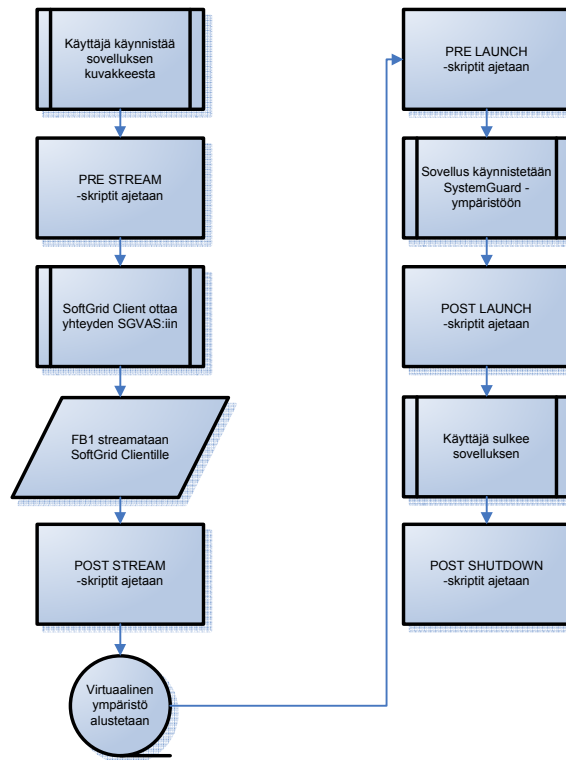 Käyttäjä käynnistää
sovelluksen
kuvakkeesta
PRE STREAM
-skriptit ajetaan
SoftGrid Client ottaa
yhteyden SGVAS:iin
FB1 streamataan
SoftGrid Clientille
POST STREAM
-skriptit ajetaan
Virtuaalinen
ympäristö
alustetaan
PRE LAUNCH
-skriptit ajetaan
Sovellus käynnistetään
SystemGuard -
ympäristöön
POST LAUNCH
-skriptit ajetaan
Käyttäjä sulkee
sovelluksen
POST SHUTDOWN
-skriptit ajetaan